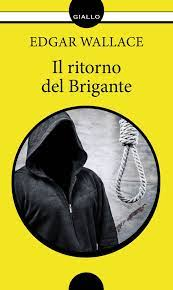 GIALLO
EDGAR WALLACE
Il ritorno
del Brigante